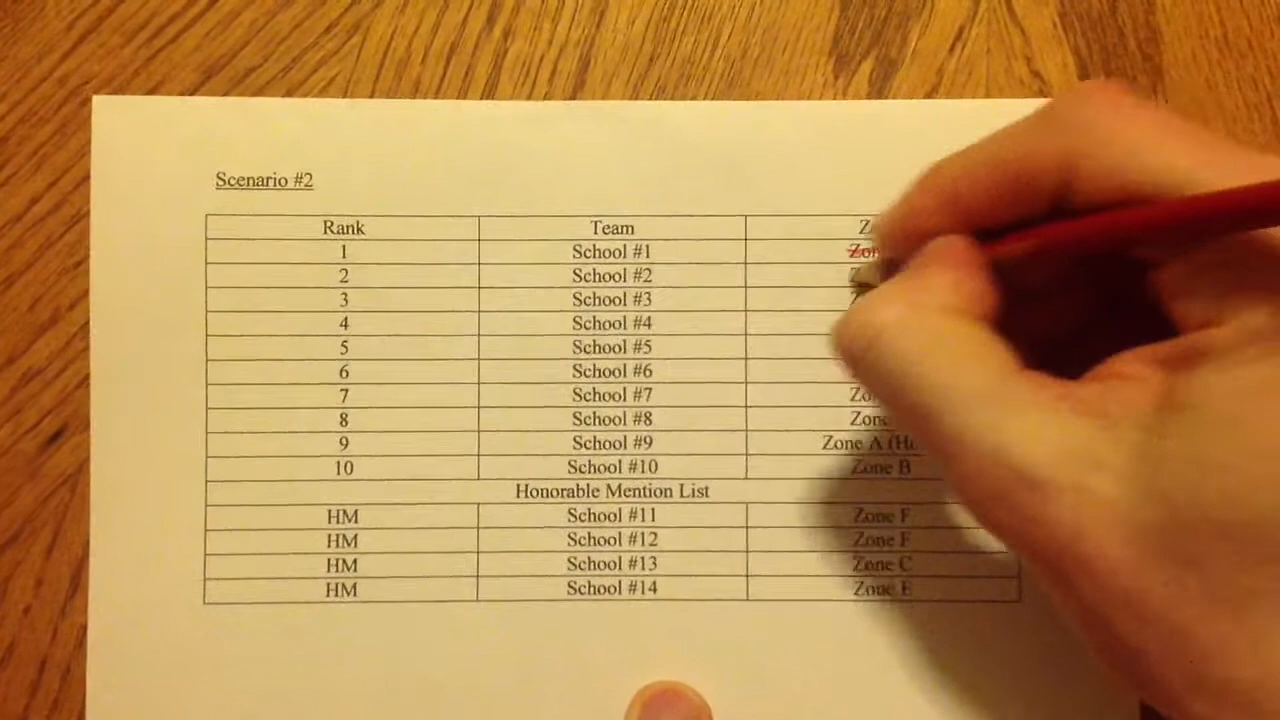 Scenario #2
Rank Team
1 School #1
2 School #2
3 School #3
4 School #4
5 School #5
6 School #6
7 School #7
8 School #8
9 School #9 Zone A
10 School #10 Zone B
Honorable Mention List
HM School #11 Zone F
HM School #12 Zone F
HM School #13 Zone C
HM School #14 Zone E